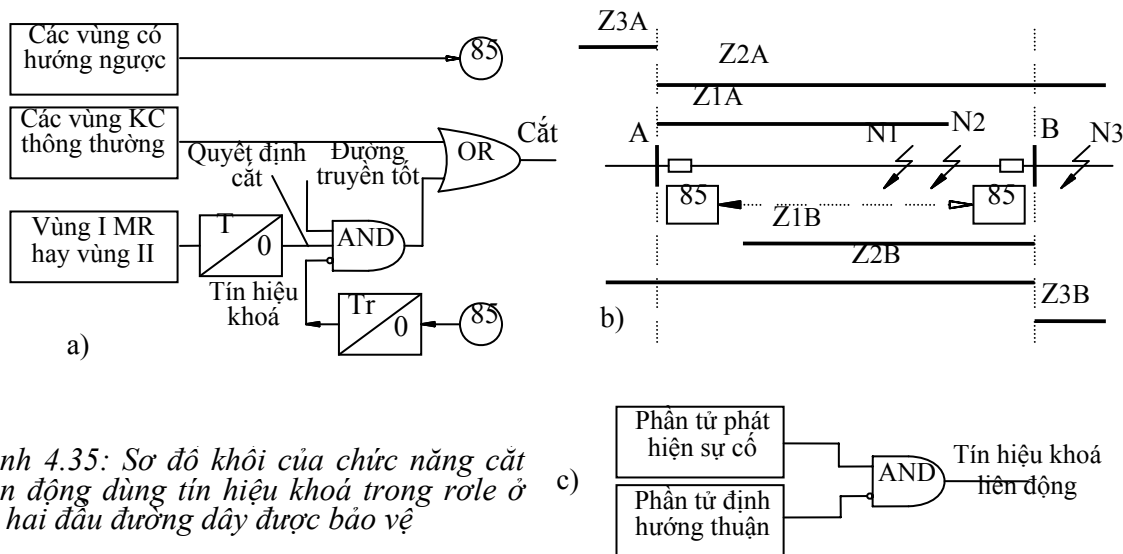 Các vùng có
hướng ngược
85
Các vùng KC
thông thường
Quyết định
cắt
Đường
truyền tốt
OR
Cắt
Vùng I MR
hay vùng II
T
0
AND
Tín hiệu
khoá
Tr
0
85
a)
Z3A
Z2A
Z1A
A
N1
N2
B
N3
85
85
Z1B
Z2B
Z3B
b)
nh 4.35: Sơ đồ khối của chức năng cắt
n động dùng tín hiệu khoá trong rơle ở
hai đầu đường dây được bảo vệ
c)
Phần tử phát
hiện sự cố
Phần tử định
hướng thuận
AND
Tín hiệu khoá
liên động